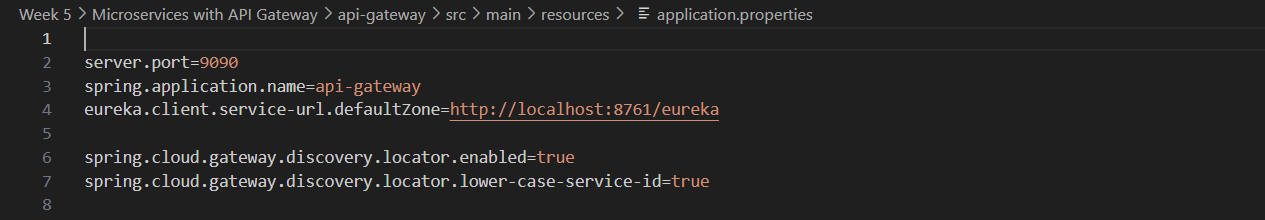 Week 5 > Microservices with API Gateway > api-gateway > src > main > resources > application.properties
1
2 server.port=9090
3 spring.application.name=api-gateway
4 eureka.client.service-url.defaultZone=http://localhost:8761/eureka
5
6 spring.cloud.gateway.discovery.locator.enabled=true
7 spring.cloud.gateway.discovery.locator.lower-case-service-id=true
8